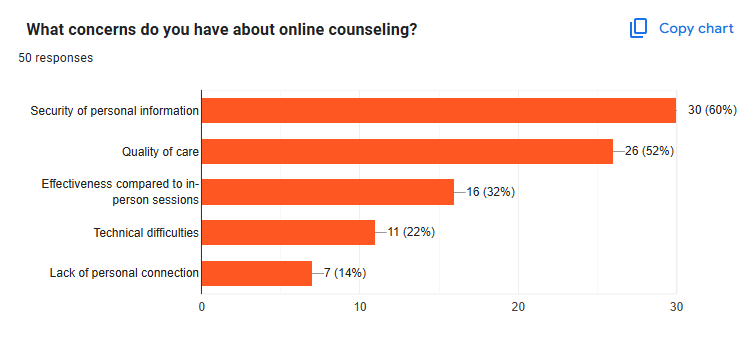 What concerns do you have about online counseling?
Copy chart
50 responses
Security of personal information
30 (60%)
Quality of care
26 (52%)
Effectiveness compared to in-
person sessions
16 (32%)
Technical difficulties
11 (22%)
Lack of personal connection
7 (14%)
0
10
20
30